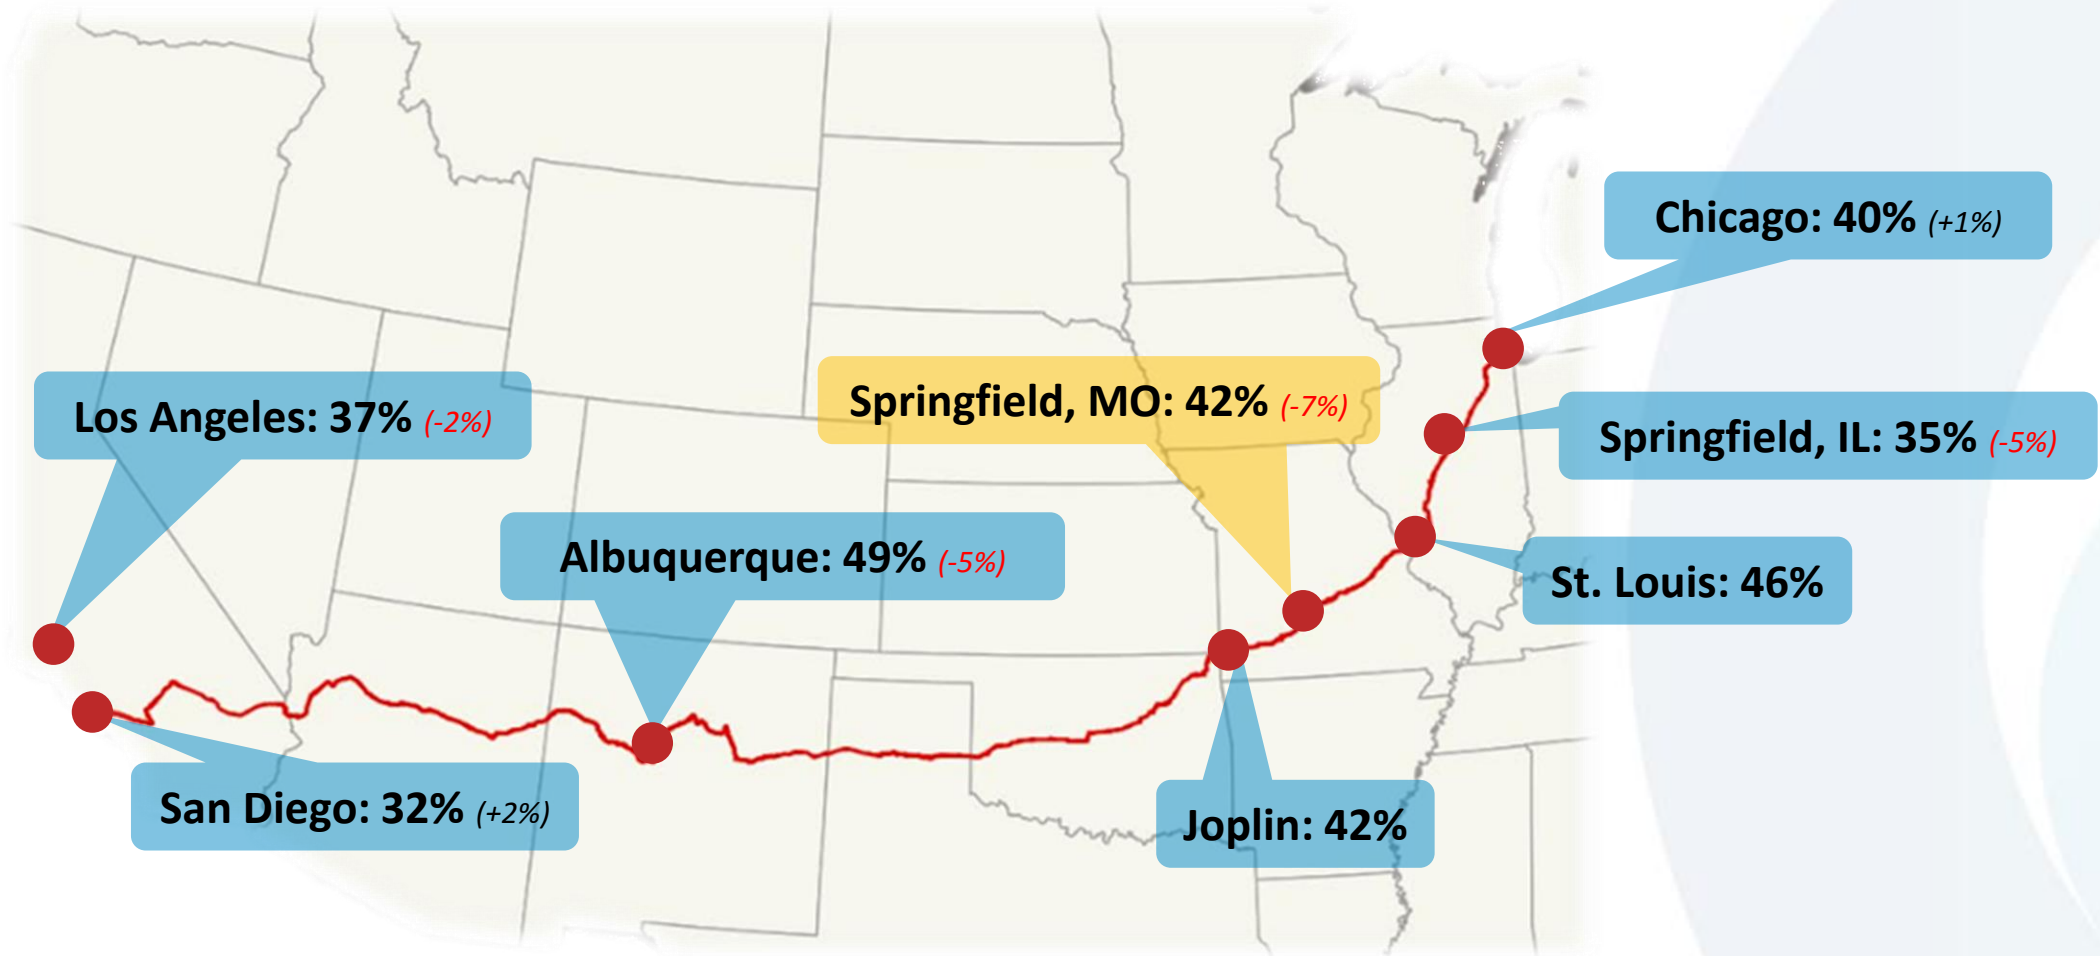 Chicago: 40% (+1%)
Los Angeles: 37% (-2%)
Springfield, MO: 42% (-7%)
Springfield, IL: 35% (-5%)
Albuquerque: 49% (-5%)
St. Louis: 46%
San Diego: 32% (+2%)
Joplin: 42%